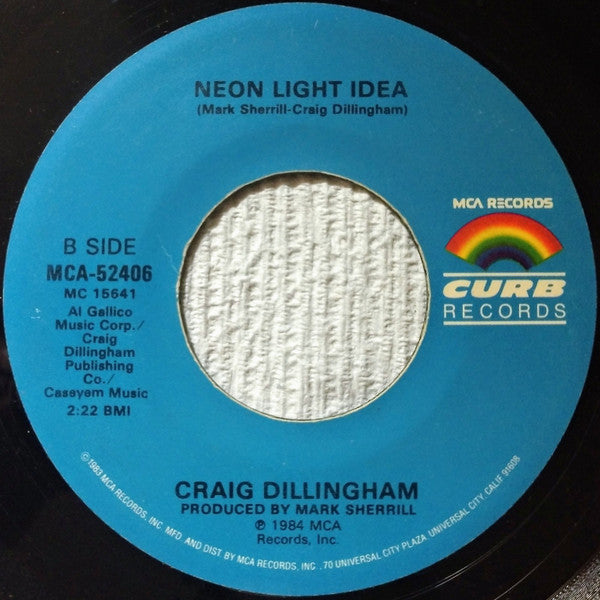 NEON LIGHT IDEA
(Mark Sherrill-Craig Dillingham)
MCA RECORDS
CURB
RECORDS
B SIDE
MCA-52406
MC 15641
Al Gallico
Music Corp./
Craig
Dillingham
Publishing
Co./
Caseyem Music
2:22 BMI
CRAIG DILLINGHAM
PRODUCED BY MARK SHERRILL
℗ 1984 MCA
Records, Inc.
©1983 MCA RECORDS, INC. MFD. AND DIST. BY MCA RECORDS, INC. . 70 UNIVERSAL CITY PLAZA, UNIVERSAL CITY, CALIF. 91608